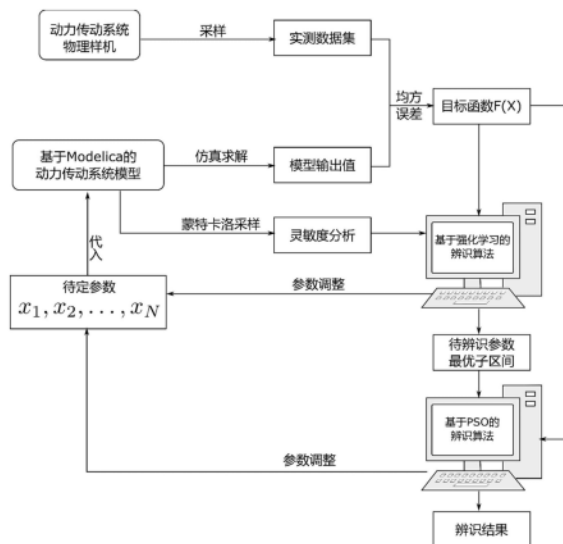 动力传动系统
物理样机
采样
实测数据集
均方
误差
目标函数F(X)
基于Modelica的
动力传动系统模型
仿真求解
模型输出值
蒙特卡洛采样
灵敏度分析
基于强化学习的
辨识算法
代入
待定参数
x₁, x₂, . . . , x_N
参数调整
待辨识参数
最优子区间
基于PSO的
辨识算法
参数调整
辨识结果